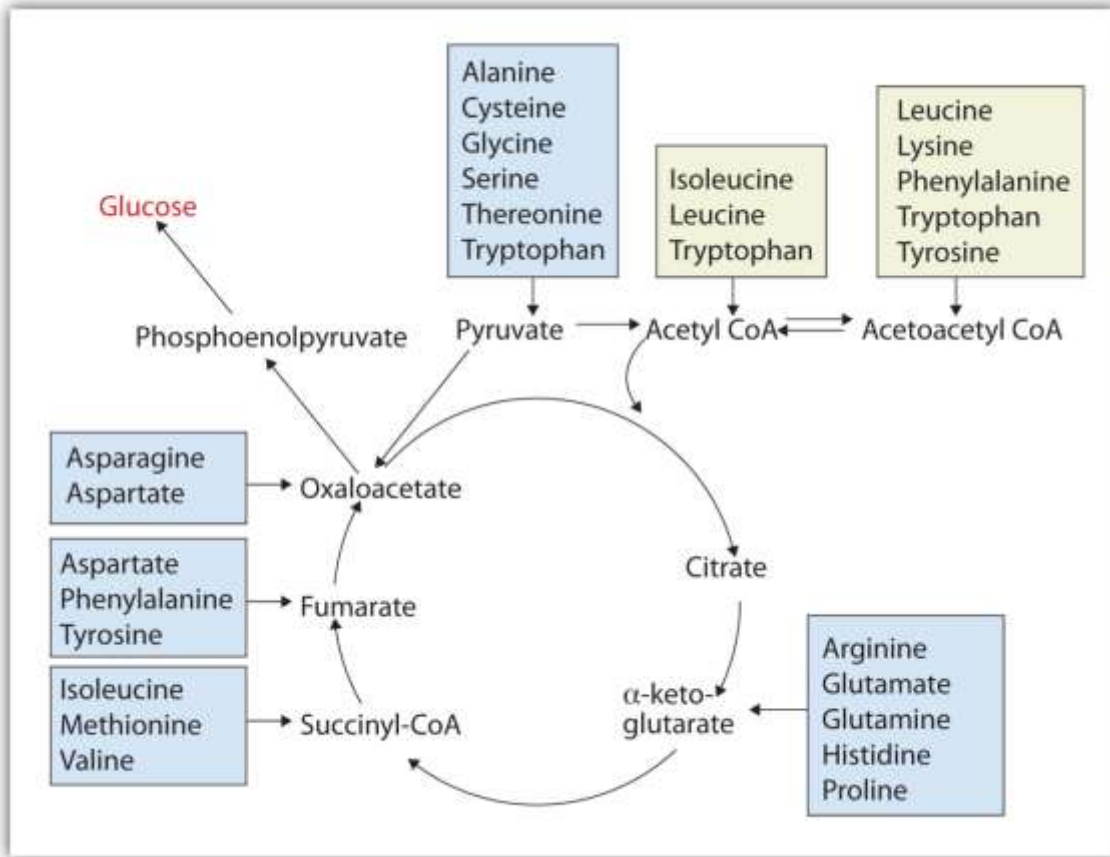 Alanine
Cysteine
Glycine
Serine
Thereonine
Tryptophan
Isoleucine
Leucine
Tryptophan
Leucine
Lysine
Phenylalanine
Tryptophan
Tyrosine
Glucose
Phosphoenolpyruvate
Pyruvate
Acetyl CoA
Acetoacetyl CoA
Asparagine
Aspartate
Oxaloacetate
Aspartate
Phenylalanine
Tyrosine
Fumarate
Citrate
Isoleucine
Methionine
Valine
Succinyl-CoA
α-keto-
glutarate
Arginine
Glutamate
Glutamine
Histidine
Proline